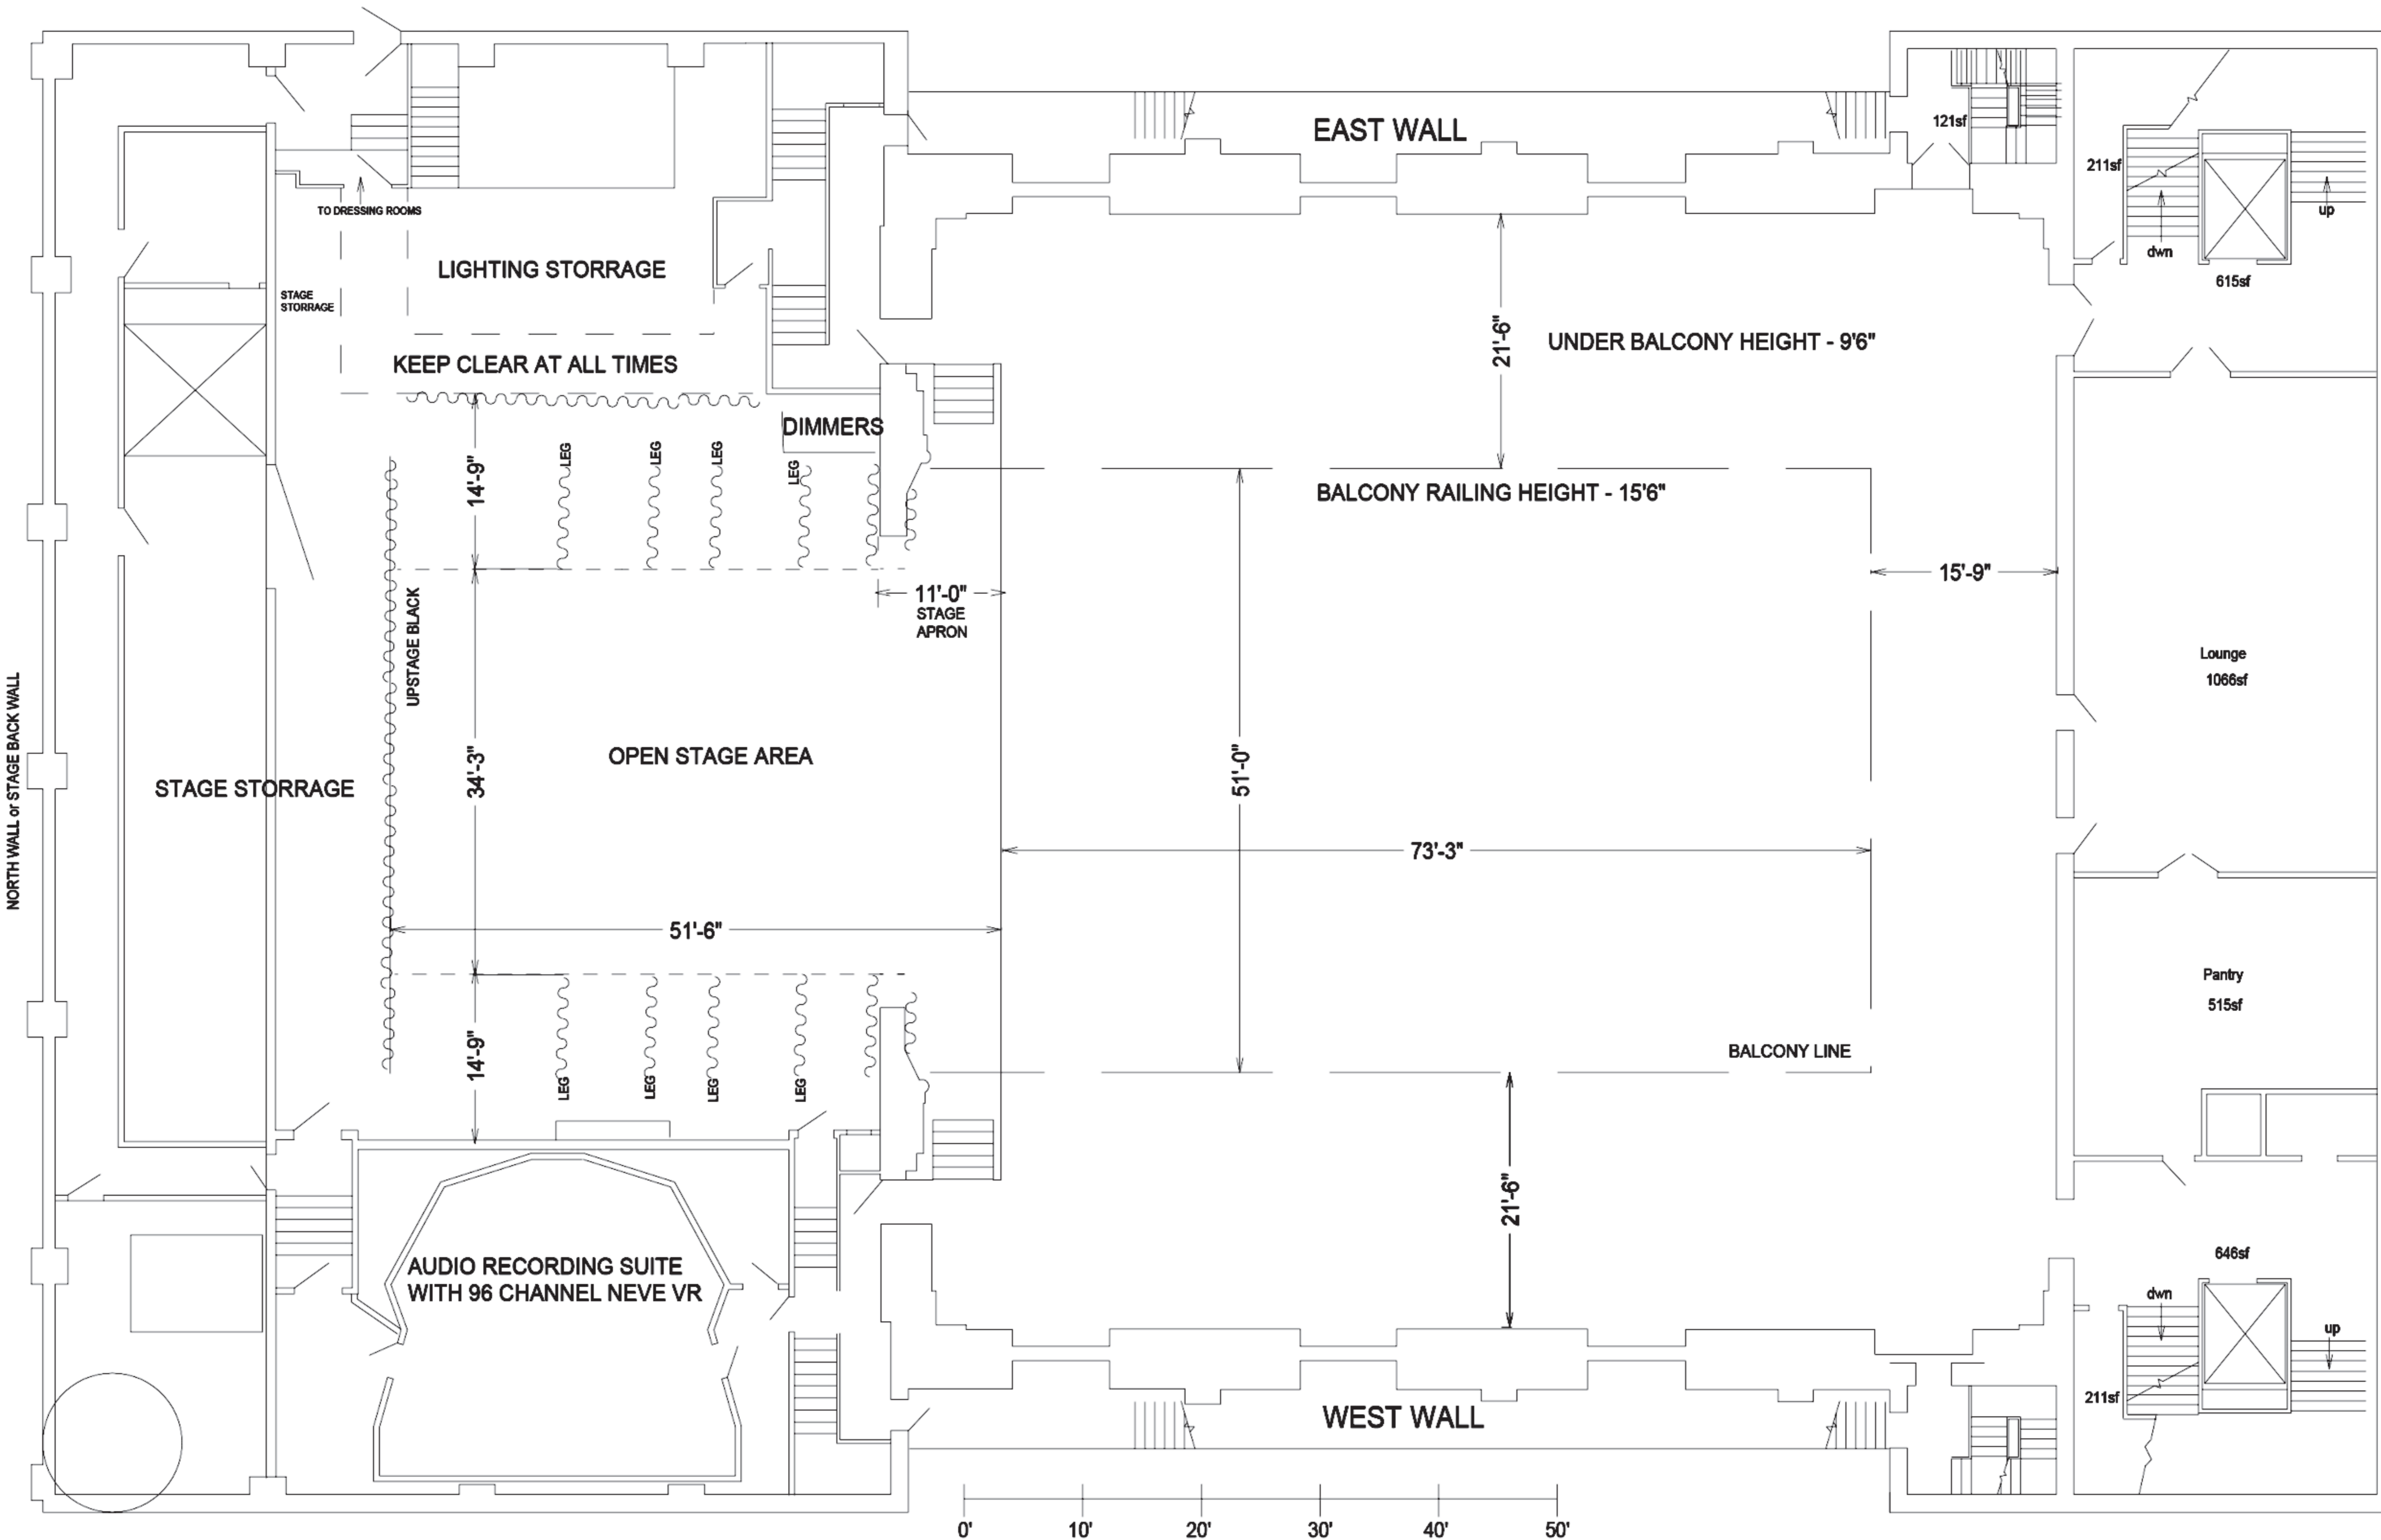 EAST WALL
121sf
211sf
up
dwn
615sf
TO DRESSING ROOMS
LIGHTING STORRAGE
STAGE
STORRAGE
KEEP CLEAR AT ALL TIMES
21'-6"
UNDER BALCONY HEIGHT - 9'6"
DIMMERS
LEG
LEG
LEG
LEG
14'-9"
BALCONY RAILING HEIGHT - 15'6"
11'-0"
STAGE
APRON
15'-9"
UPSTAGE BLACK
Lounge
1066sf
NORTH WALL or STAGE BACK WALL
STAGE STORRAGE
34'-3"
OPEN STAGE AREA
51'-0"
73'-3"
51'-6"
Pantry
515sf
14'-9"
BALCONY LINE
LEG
LEG
LEG
LEG
21'-6"
AUDIO RECORDING SUITE
WITH 96 CHANNEL NEVE VR
646sf
dwn
up
211sf
WEST WALL
0'
10'
20'
30'
40'
50'